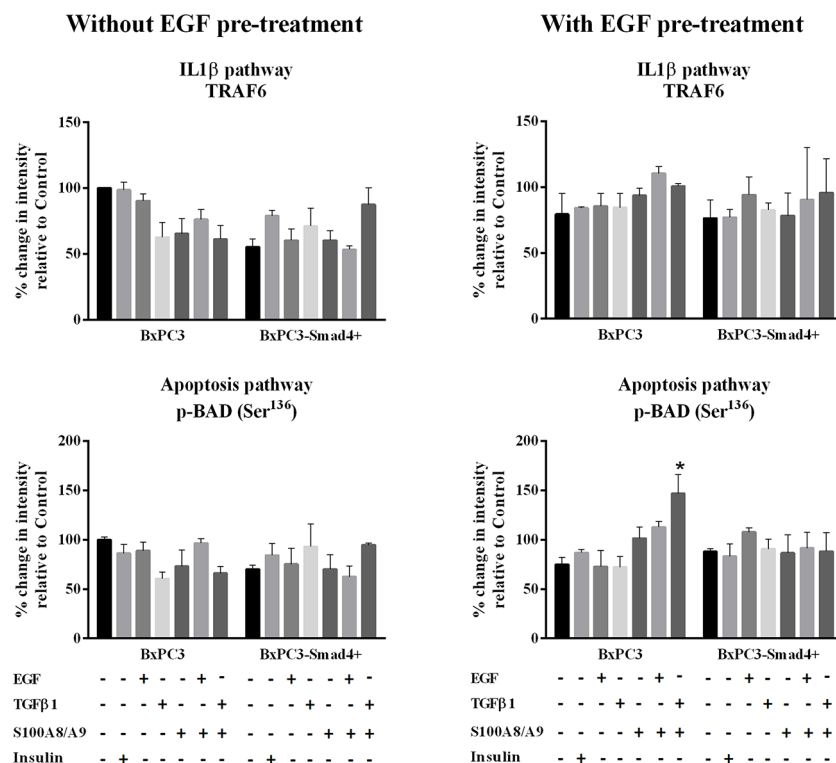 Without EGF pre-treatment
With EGF pre-treatment
IL1β pathway
TRAF6
150
100
50
0
% change in intensity
relative to Control
BxPC3
BxPC3-Smad4+
IL1β pathway
TRAF6
150
100
50
0
% change in intensity
relative to Control
BxPC3
BxPC3-Smad4+
Apoptosis pathway
p-BAD (Ser¹³⁶)
200
150
100
50
0
% change in intensity
relative to Control
BxPC3
BxPC3-Smad4+
Apoptosis pathway
p-BAD (Ser¹³⁶)
200
150
100
50
0
% change in intensity
relative to Control
*
BxPC3
BxPC3-Smad4+
EGF - - + - - + - - - + - - + -
TGFβ1 - - - + - - + - - - + - - +
S100A8/A9 - - - - + + + - - - - + + +
Insulin - + - - - - - - + - - - - -
EGF - - + - - + - - - + - - + -
TGFβ1 - - - + - - + - - - + - - +
S100A8/A9 - - - - + + + - - - - + + +
Insulin - + - - - - - - + - - - - -